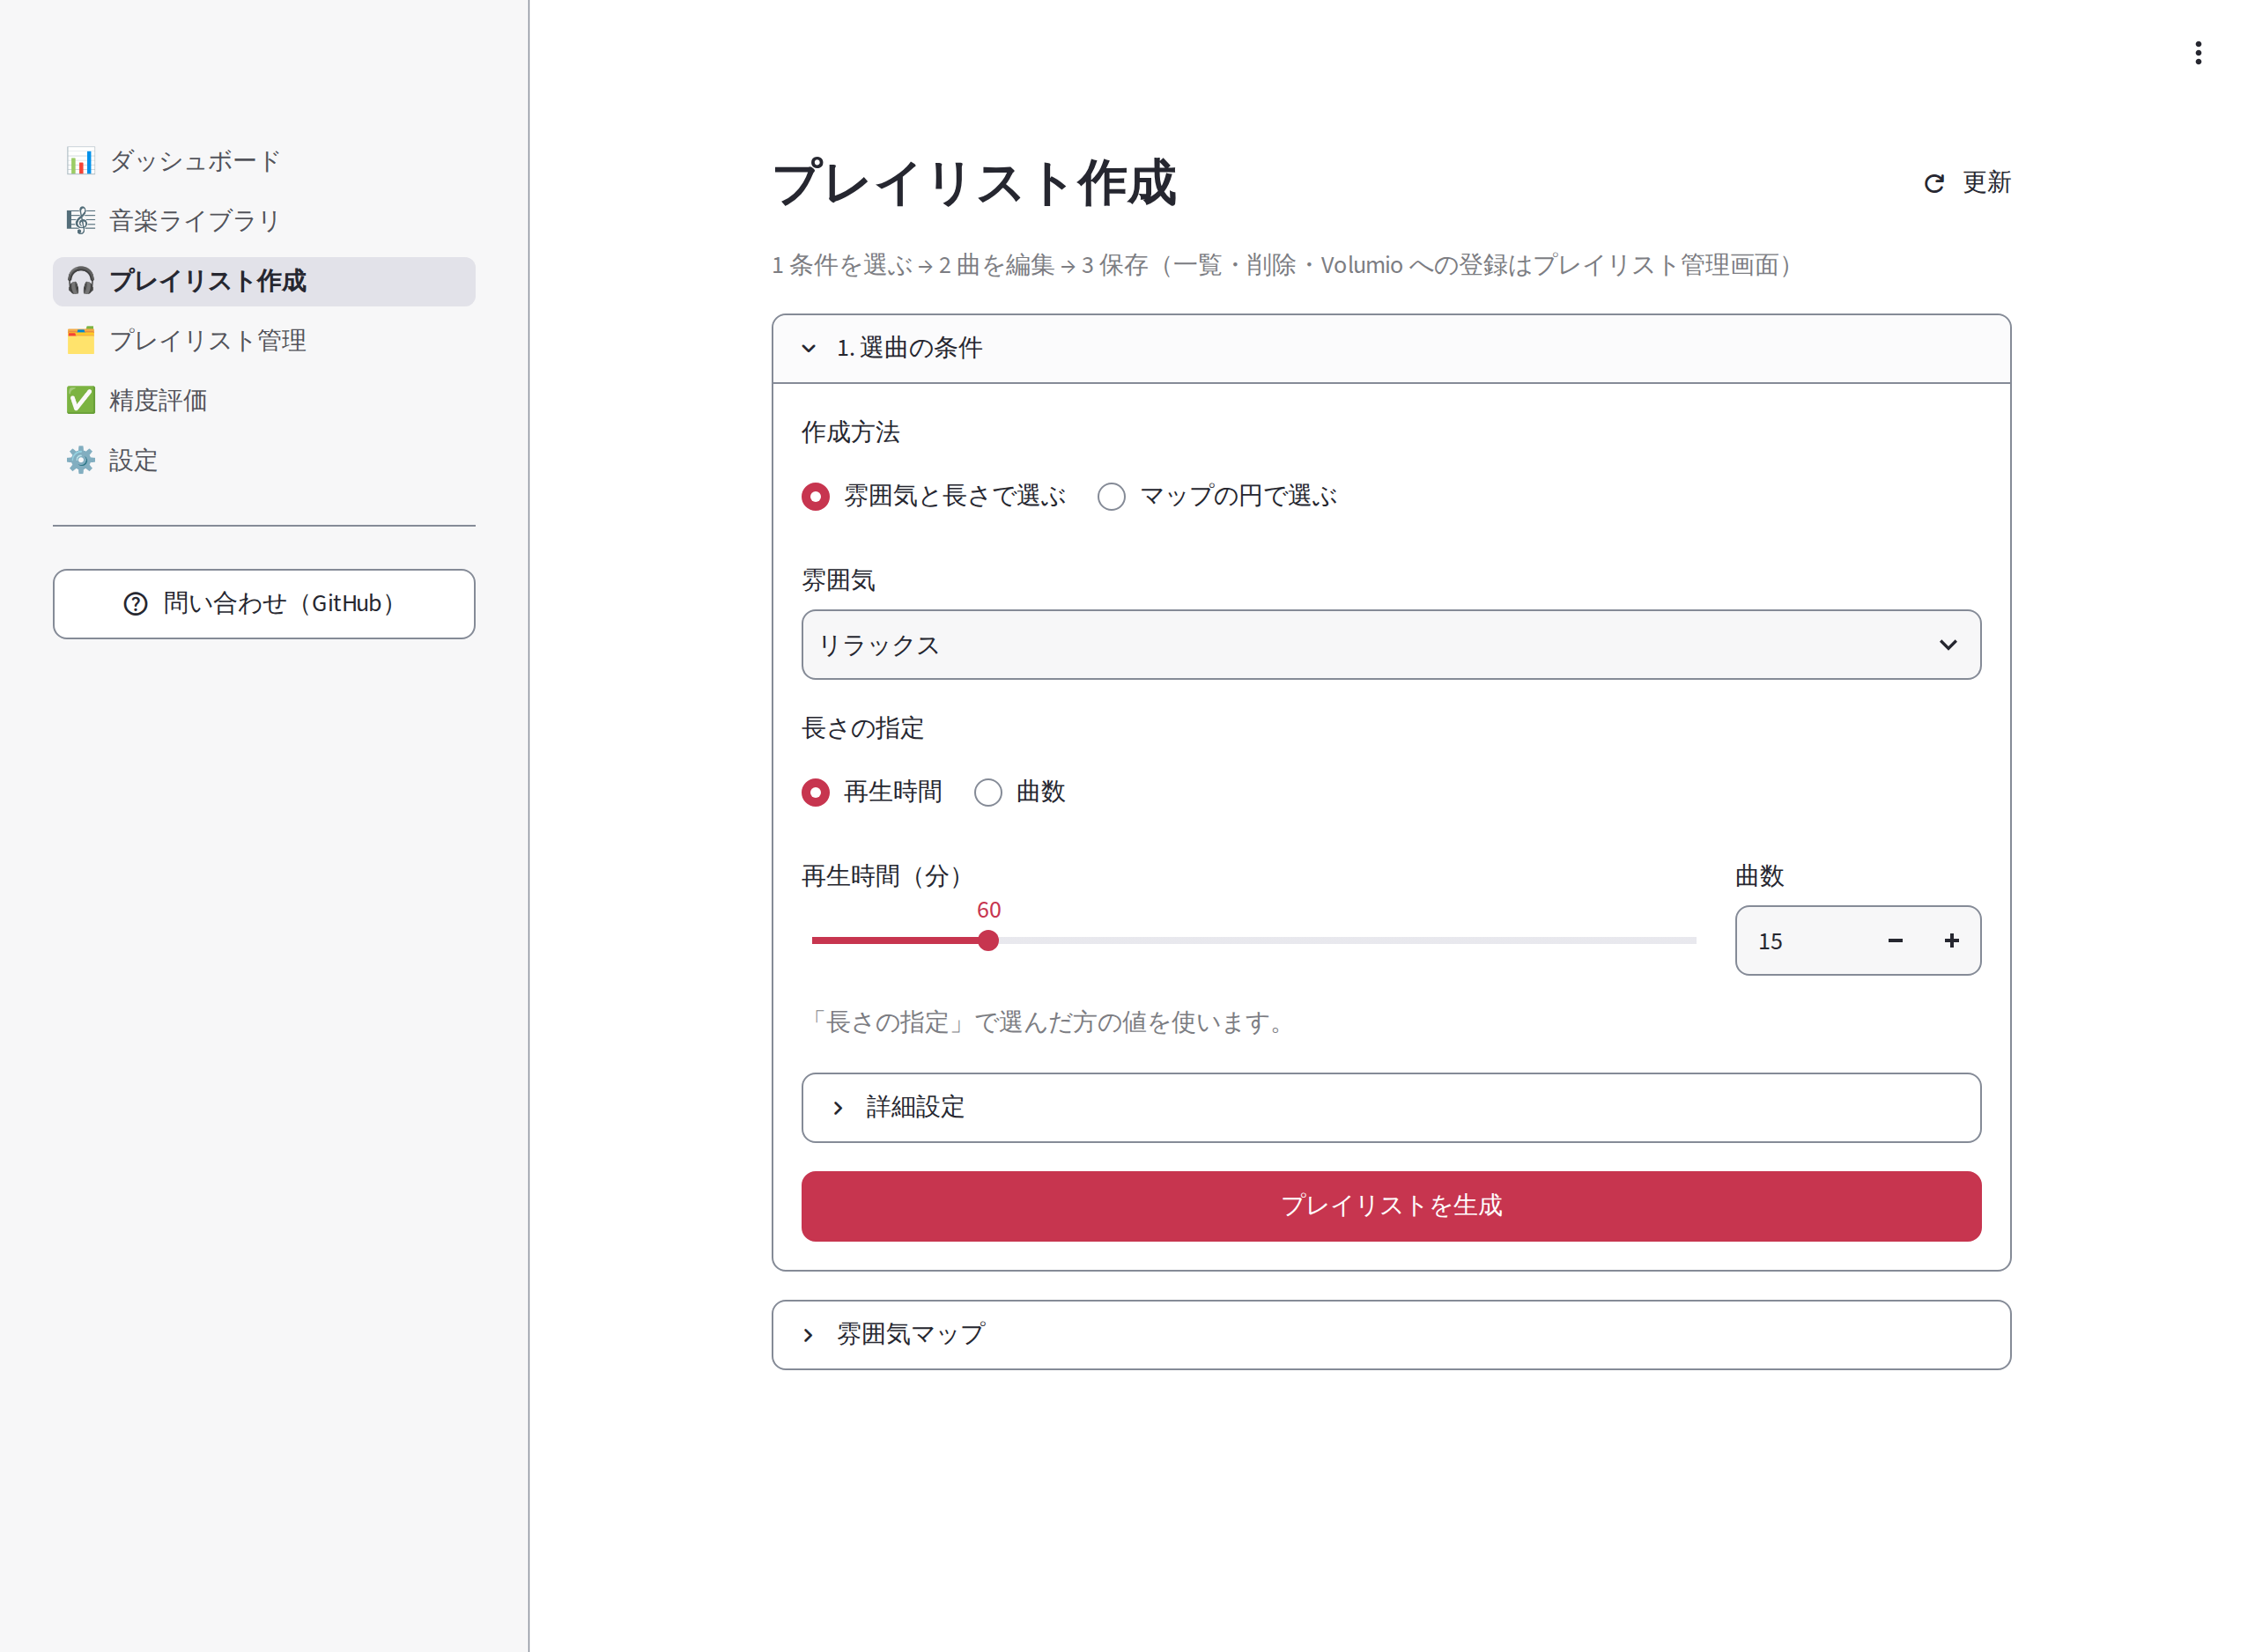 ダッシュボード
音楽ライブラリ
プレイリスト作成
プレイリスト管理
精度評価
設定
問い合わせ（GitHub）
プレイリスト作成
更新
1 条件を選ぶ → 2 曲を編集 → 3 保存（一覧・削除・Volumio への登録はプレイリスト管理画面）
1. 選曲の条件
作成方法
雰囲気と長さで選ぶ マップの円で選ぶ
雰囲気
リラックス
長さの指定
再生時間 曲数
再生時間（分） 曲数
60
15
「長さの指定」で選んだ方の値を使います。
詳細設定
プレイリストを生成
雰囲気マップ